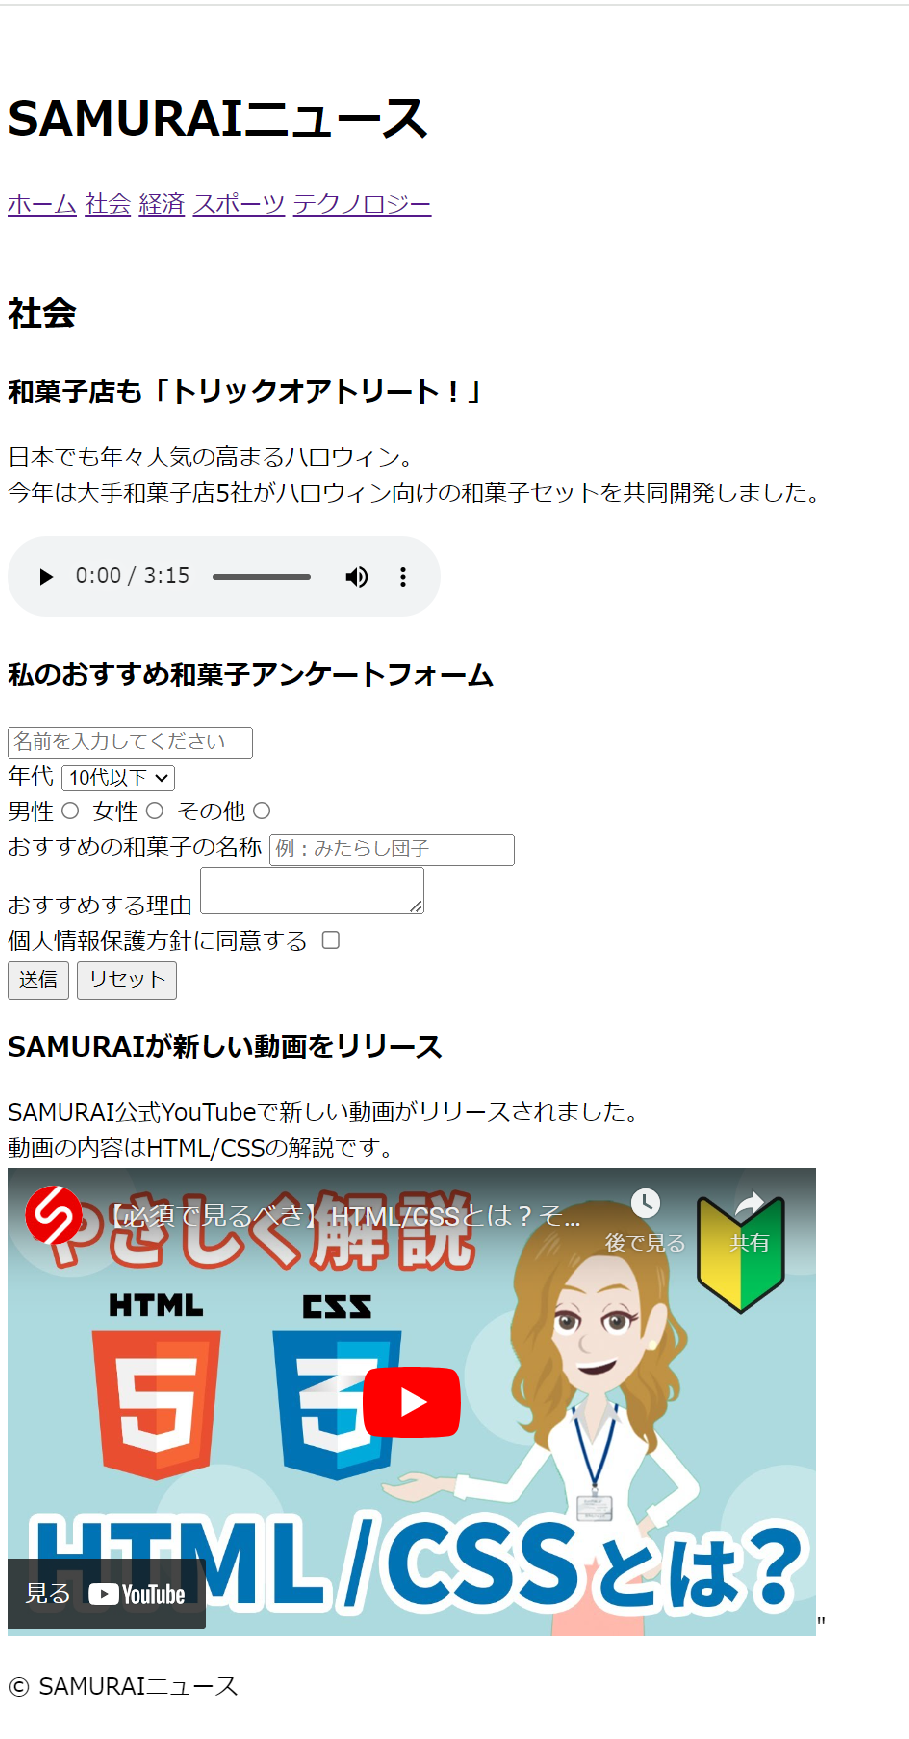 SAMURAIニュース
ホーム 社会 経済 スポーツ テクノロジー
社会
和菓子店も「トリックオアトリート！」
日本でも年々人気の高まるハロウィン。
今年は大手和菓子店5社がハロウィン向けの和菓子セットを共同開発しました。
0:00 / 3:15
私のおすすめ和菓子アンケートフォーム
名前を入力してください
年代 10代以下
男性 女性 その他
おすすめの和菓子の名称 例：みたらし団子
おすすめする理由
個人情報保護方針に同意する
送信 リセット
SAMURAIが新しい動画をリリース
SAMURAI公式YouTubeで新しい動画がリリースされました。
動画の内容はHTML/CSSの解説です。
【必須で見るべき】HTML/CSSとは？そ...
後で見る 共有
やさしく解説
HTML CSS
5 3
HTML/CSSとは?
見る YouTube
"
© SAMURAIニュース